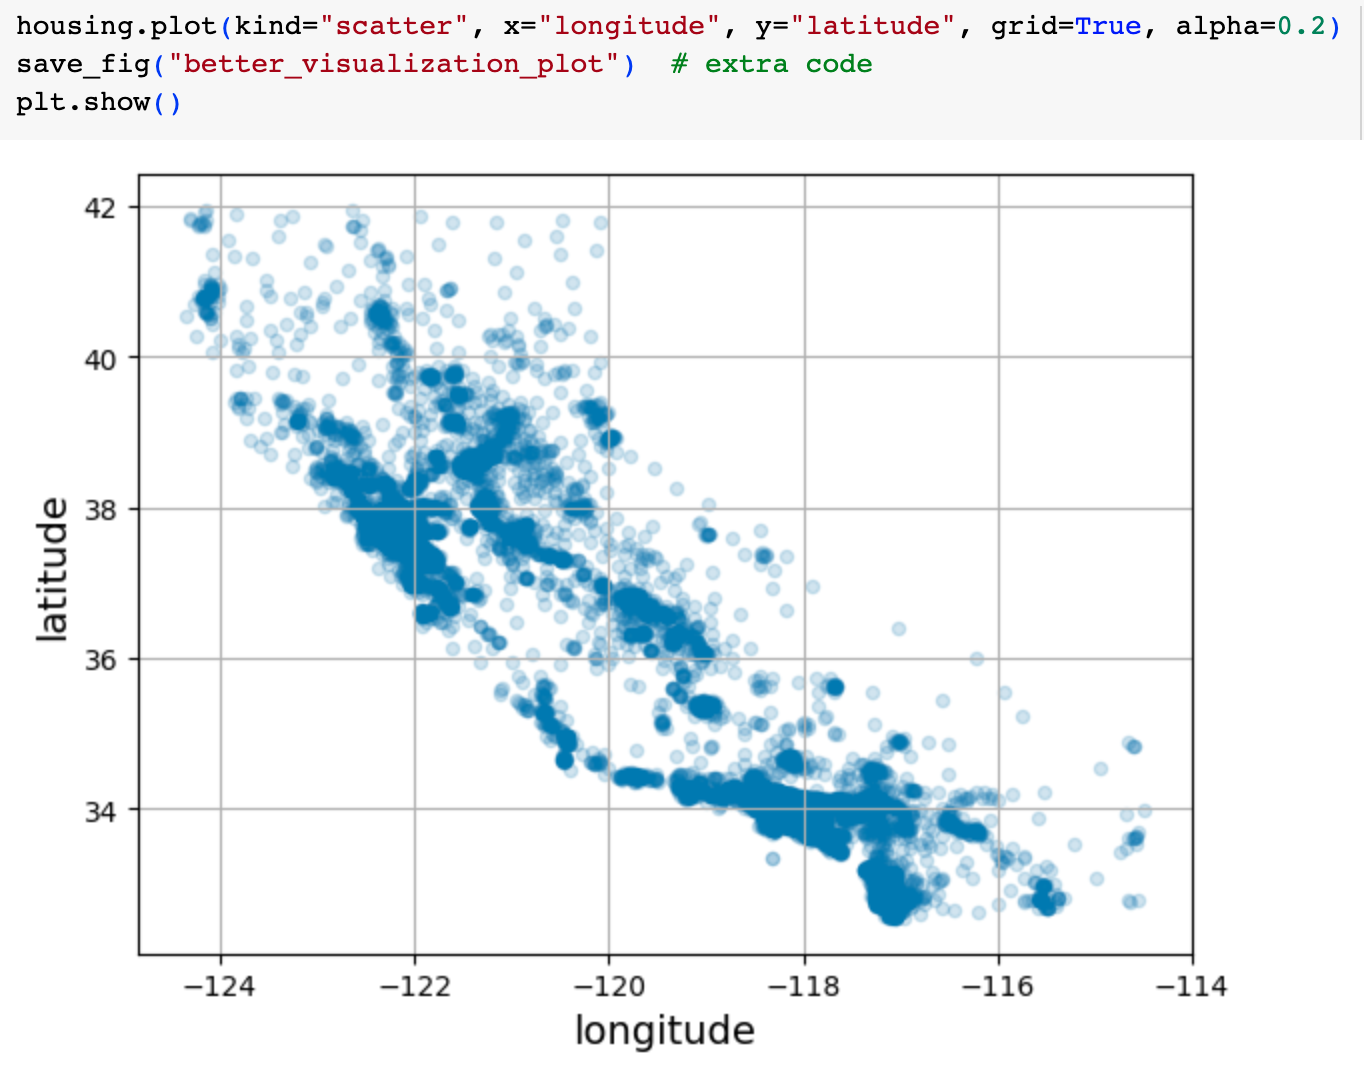 housing.plot(kind="scatter", x="longitude", y="latitude", grid=True, alpha=0.2)
save_fig("better_visualization_plot")  # extra code
plt.show()
42
40
38
36
34
latitude
−124
−122
−120
−118
−116
−114
longitude